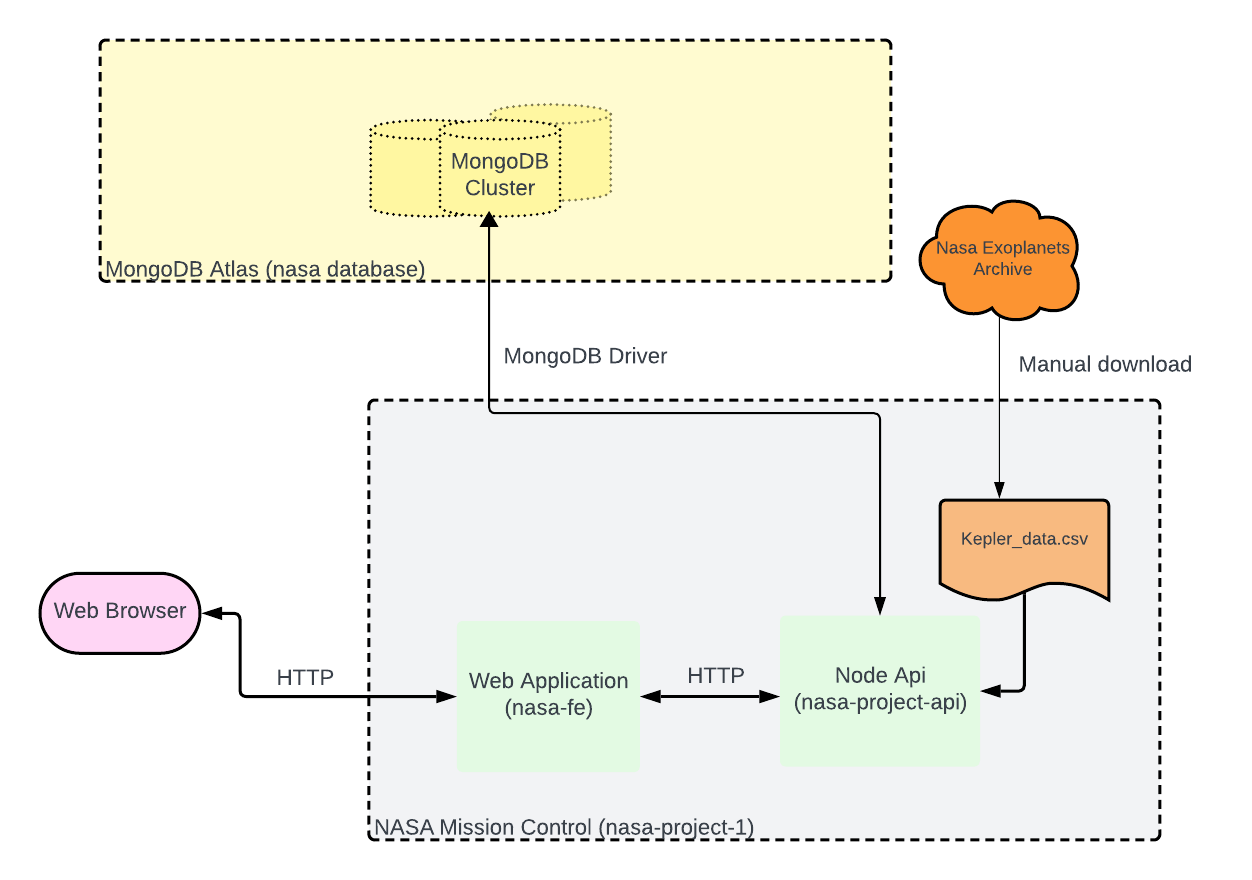 MongoDB
Cluster
MongoDB Atlas (nasa database)
Nasa Exoplanets
Archive
MongoDB Driver
Manual download
Kepler_data.csv
Web Browser
HTTP
Web Application
(nasa-fe)
HTTP
Node Api
(nasa-project-api)
NASA Mission Control (nasa-project-1)